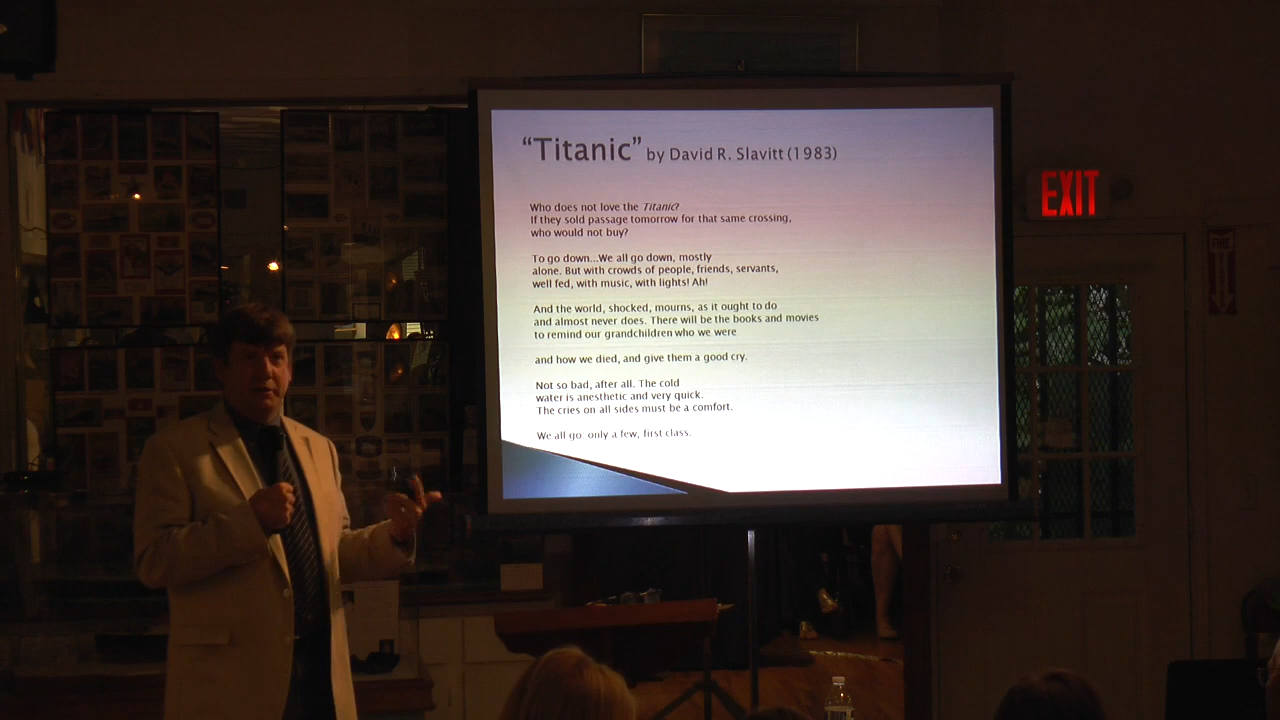 “Titanic” by David R. Slavitt (1983)
Who does not love the Titanic?
If they sold passage tomorrow for that same crossing,
who would not buy?
To go down...We all go down, mostly
alone. But with crowds of people, friends, servants,
well fed, with music, with lights! Ah!
And the world, shocked, mourns, as it ought to do
and almost never does. There will be the books and movies
to remind our grandchildren who we were
and how we died, and give them a good cry.
Not so bad, after all. The cold
water is anesthetic and very quick.
The cries on all sides must be a comfort.
We all go only a few, first class.
EXIT
FIRE